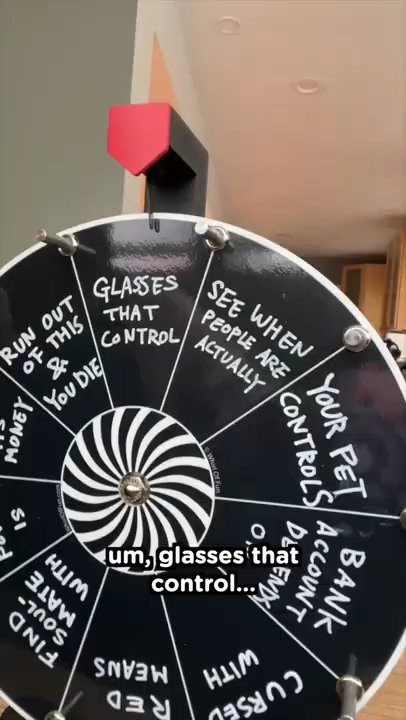 GLASSES
THAT
CONTROL
SEE WHEN
PEOPLE ARE
ACTUALLY
YOUR PET
CONTROLS
BANK
ACCOUNT
CURSED
WITH
RED
MEANS
FIND
SOUL-
MATE
WITH
IS
MONEY
RUN OUT
OF THIS
&
YOU DIE
um, glasses that
control...